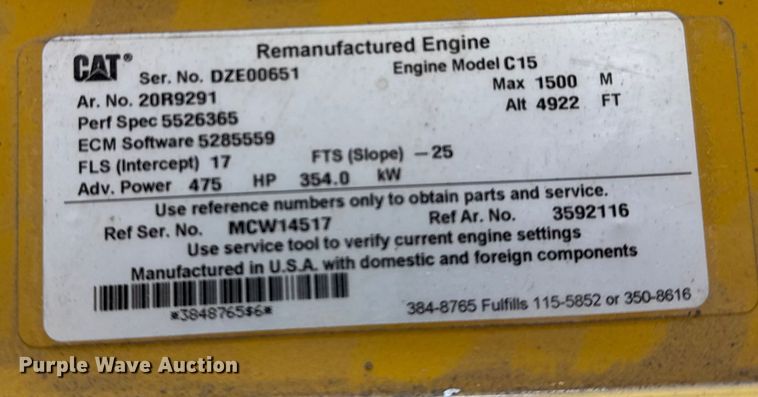 CAT® Remanufactured Engine
Ser. No. DZE00651 Engine Model C15
Ar. No. 20R9291 Max 1500 M
Perf Spec 5526365 Alt 4922 FT
ECM Software 5285559
FLS (Intercept) 17 FTS (Slope) -25
Adv. Power 475 HP 354.0 kW
Use reference numbers only to obtain parts and service.
Ref Ser. No. MCW14517 Ref Ar. No. 3592116
Use service tool to verify current engine settings
Manufactured in U.S.A. with domestic and foreign components
*3848765$6* 384-8765 Fulfills 115-5852 or 350-8616
Purple Wave Auction